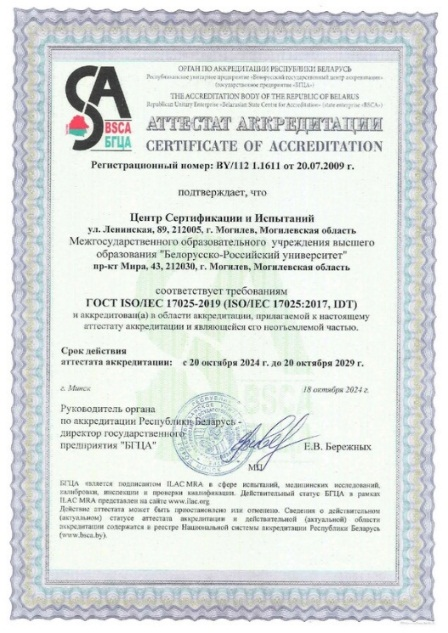 BSCA
БГЦА
ОРГАН ПО АККРЕДИТАЦИИ РЕСПУБЛИКИ БЕЛАРУСЬ
Республиканское унитарное предприятие «Белорусский государственный центр аккредитации»
(государственное предприятие «БГЦА»)
THE ACCREDITATION BODY OF THE REPUBLIC OF BELARUS
Republican Unitary Enterprise «Belarusian State Centre for Accreditation» (state enterprise «BSCA»)
АТТЕСТАТ АККРЕДИТАЦИИ
CERTIFICATE OF ACCREDITATION
Регистрационный номер: BY/112 1.1611 от 20.07.2009 г.
подтверждает, что
Центр Сертификации и Испытаний
ул. Ленинская, 89, 212005, г. Могилев, Могилевская область
Межгосударственного образовательного учреждения высшего
образования "Белорусско-Российский университет"
пр-кт Мира, 43, 212030, г. Могилев, Могилевская область
соответствует требованиям
ГОСТ ISO/IEC 17025-2019 (ISO/IEC 17025:2017, IDT)
и аккредитован(а) в области аккредитации, прилагаемой к настоящему
аттестату аккредитации и являющейся его неотъемлемой частью.
Срок действия
аттестата аккредитации: с 20 октября 2024 г. до 20 октября 2029 г.
г. Минск 18 октября 2024 г.
Руководитель органа
по аккредитации Республики Беларусь -
директор государственного
предприятия "БГЦА" Е.В. Бережных
МП
БГЦА является подписантом ILAC MRA в сфере испытаний, медицинских исследований,
калибровки, инспекции и проверки квалификации. Действительный статус БГЦА в рамках
ILAC MRA представлен на сайте www.ilac.org
Действие аттестата может быть приостановлено или отменено. Сведения о действительном
(актуальном) статусе аттестата аккредитации и действительной (актуальной) области
аккредитации содержатся в реестре Национальной системы аккредитации Республики Беларусь
(www.bsca.by).